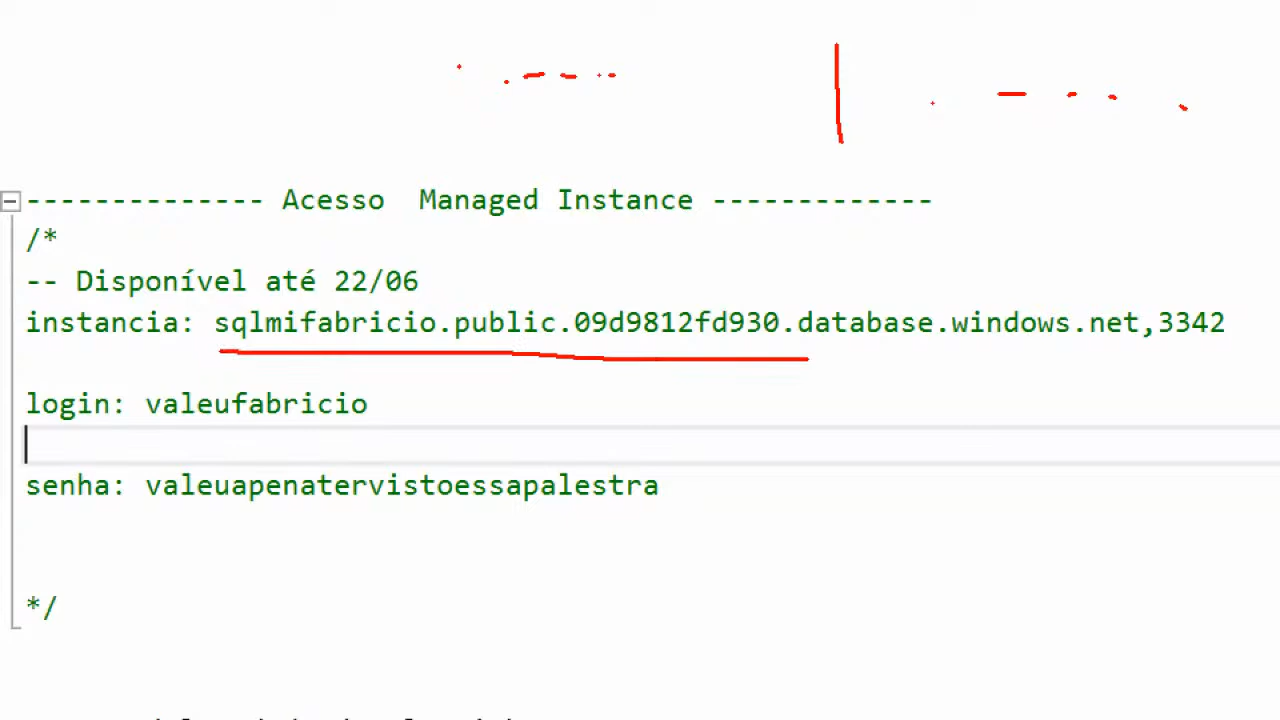 -------------- Acesso  Managed Instance -------------
/*
-- Disponível até 22/06
instancia: sqlmifabricio.public.09d9812fd930.database.windows.net,3342
login: valeufabricio
senha: valeuapenatervistoessapalestra
*/